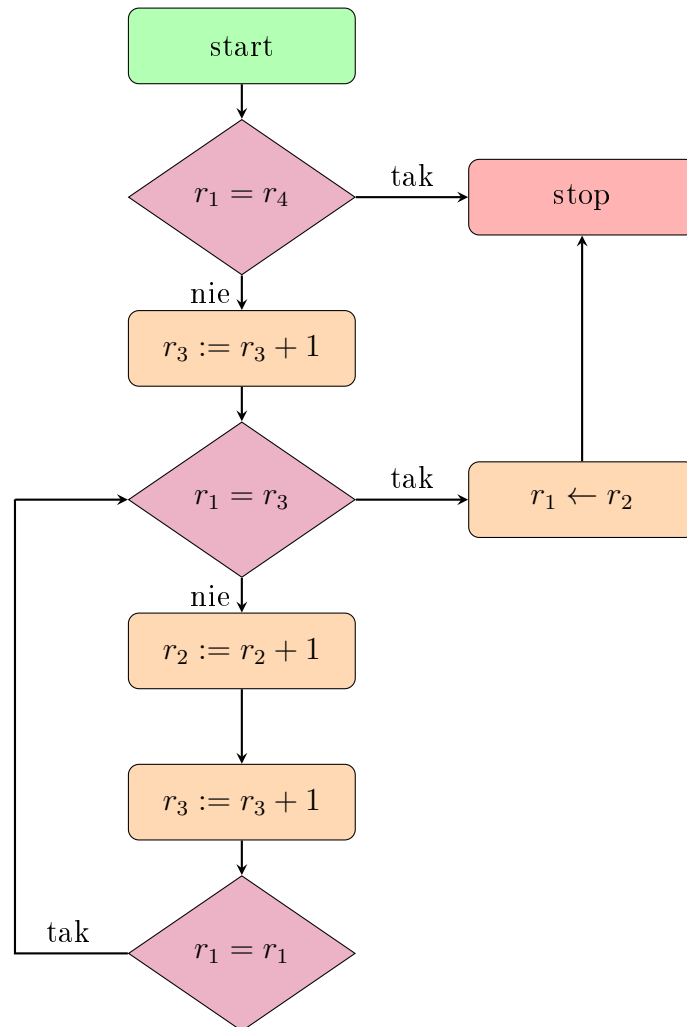 start
r₁ = r₄
tak
stop
nie
r₃ := r₃ + 1
r₁ = r₃
tak
r₁ ← r₂
nie
r₂ := r₂ + 1
r₃ := r₃ + 1
tak
r₁ = r₁